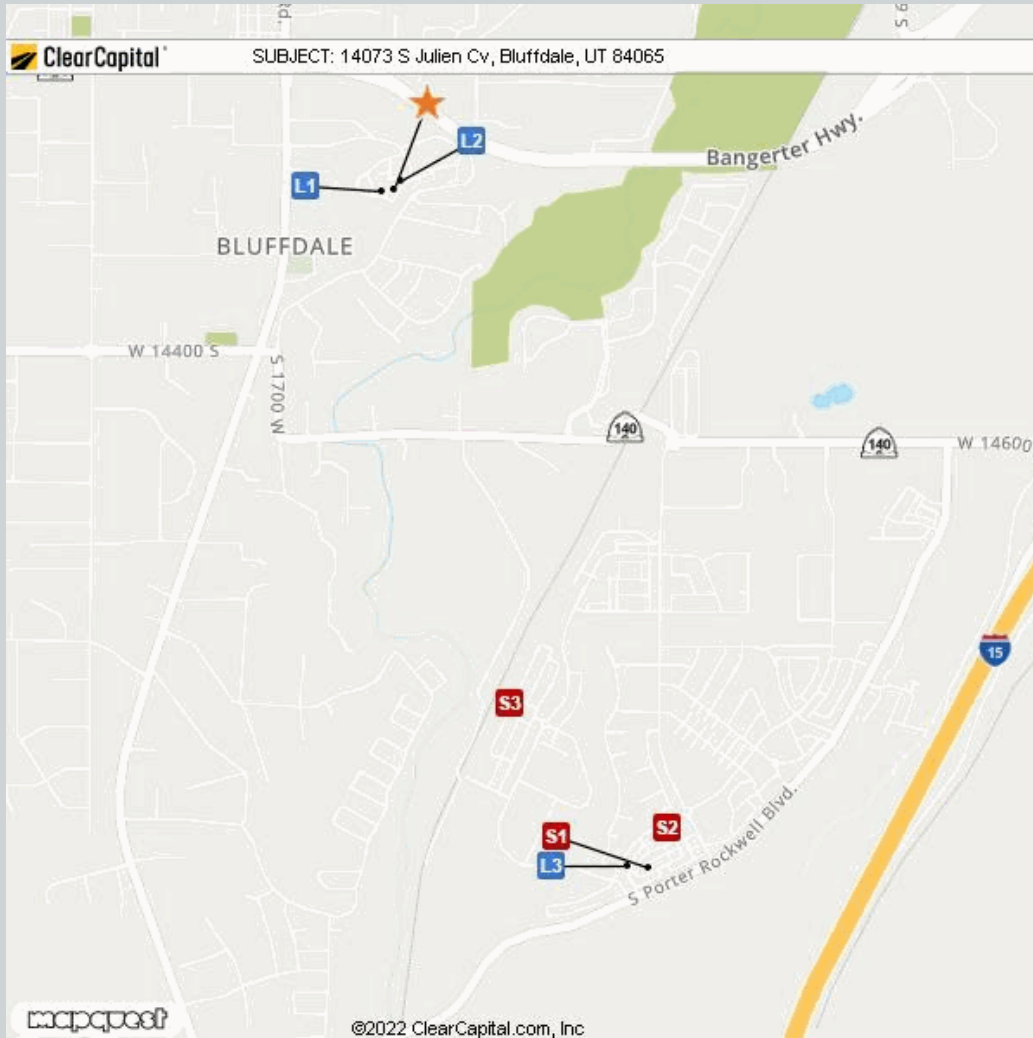 ClearCapital
SUBJECT: 14073 S Julien Cv, Bluffdale, UT 84065
Bangerter Hwy.
L2
L1
BLUFFDALE
W 14400 S
S 1700 W
140
140
W 14600
15
S3
S1
S2
L3
S Porter Rockwell Blvd.
mapquest
©2022 ClearCapital.com, Inc